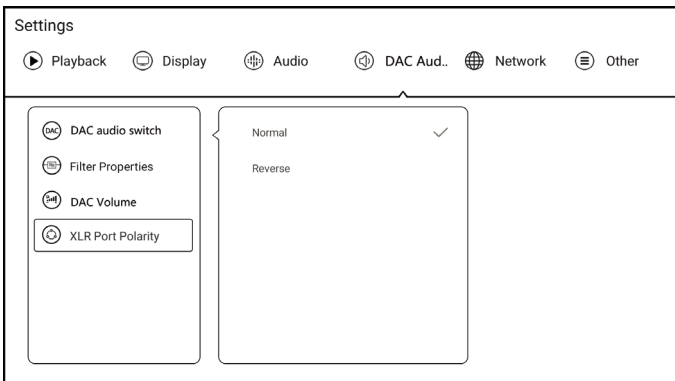 Settings
Playback Display Audio DAC Aud.. Network Other
DAC audio switch
Filter Properties
DAC Volume
XLR Port Polarity
Normal
Reverse